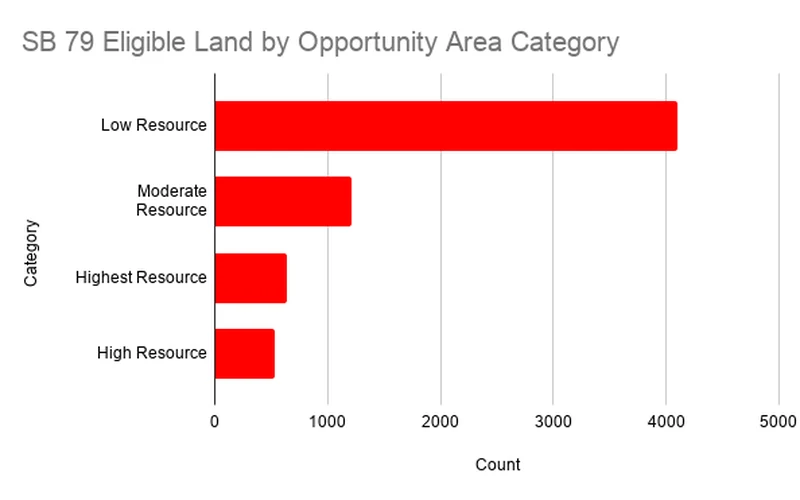 SB 79 Eligible Land by Opportunity Area Category
Category
Low Resource
Moderate
Resource
Highest Resource
High Resource
0 1000 2000 3000 4000 5000
Count